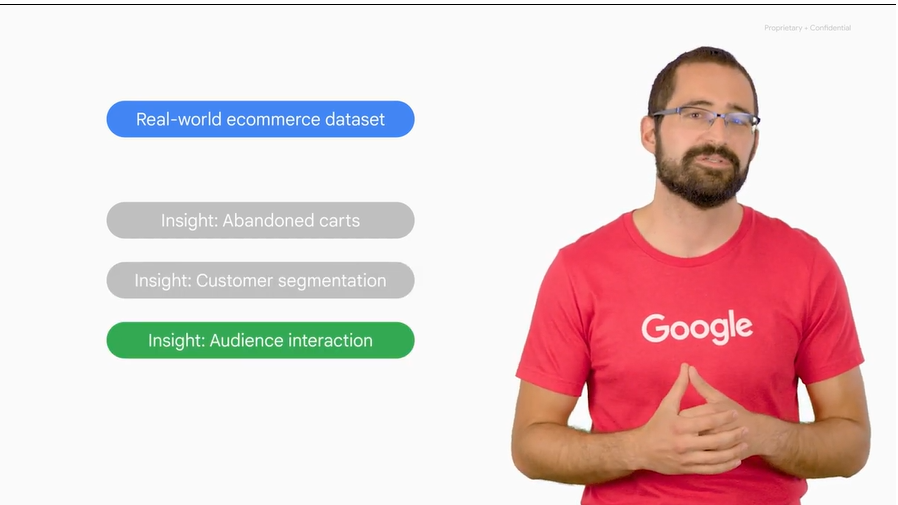 Proprietary + Confidential
Real-world ecommerce dataset
Insight: Abandoned carts
Insight: Customer segmentation
Insight: Audience interaction
Google